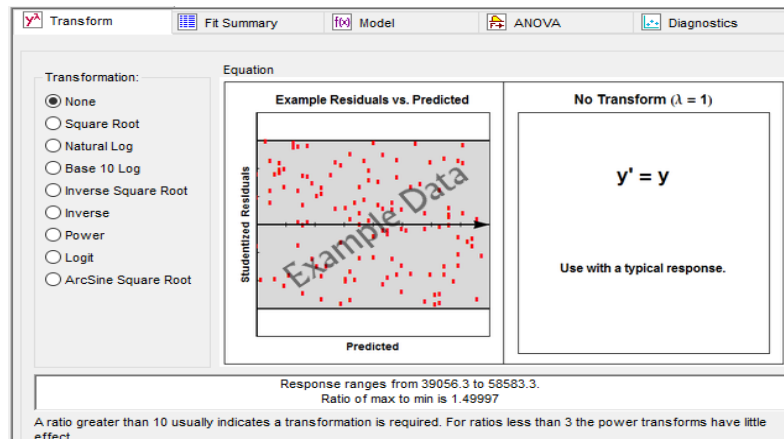 Transform
Fit Summary
Model
ANOVA
Diagnostics
Transformation:
None
Square Root
Natural Log
Base 10 Log
Inverse Square Root
Inverse
Power
Logit
ArcSine Square Root
Equation
Example Residuals vs. Predicted
Studentized Residuals
Example Data
Predicted
No Transform (λ = 1)
y' = y
Use with a typical response.
Response ranges from 39056.3 to 58583.3.
Ratio of max to min is 1.49997
A ratio greater than 10 usually indicates a transformation is required. For ratios less than 3 the power transforms have little
effect